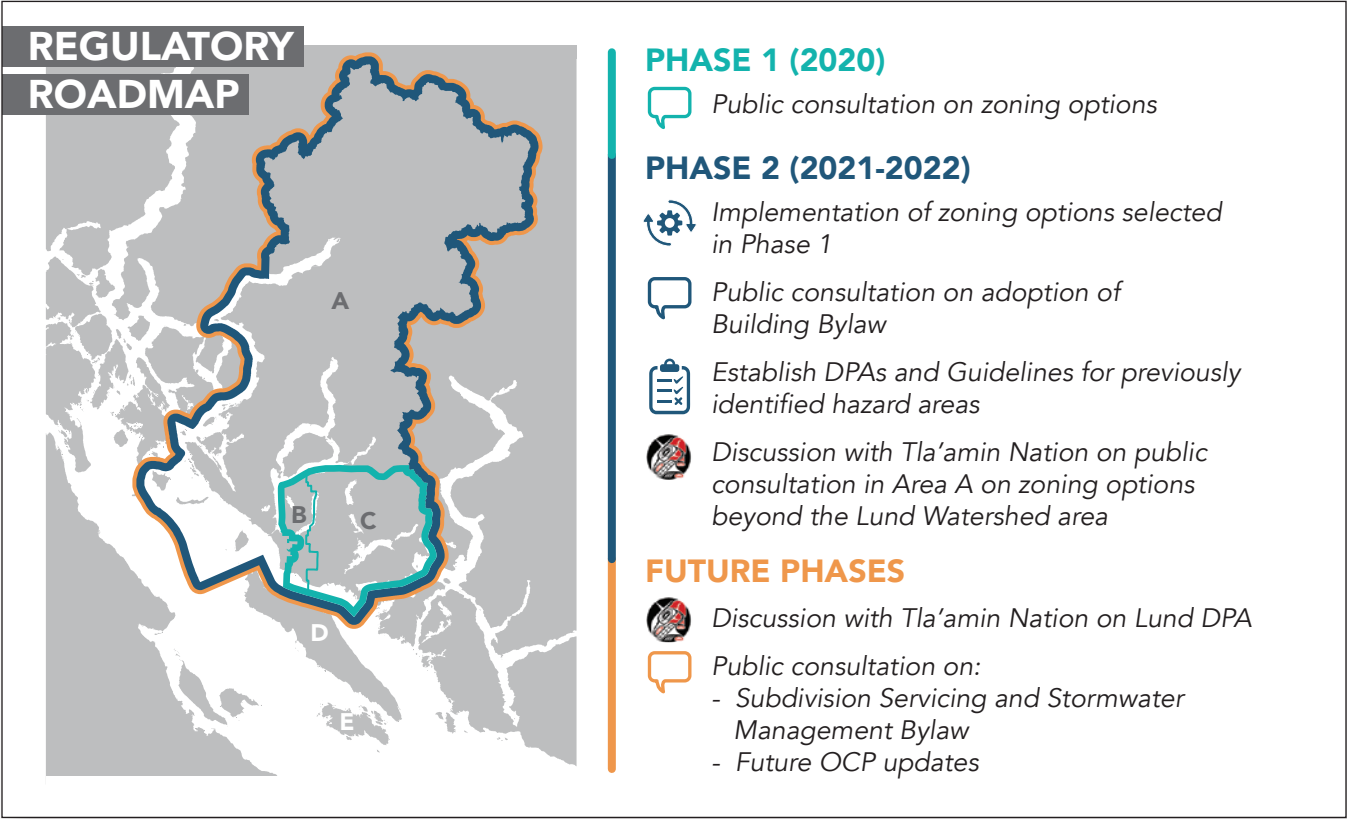 REGULATORY
ROADMAP
A
B
C
D
E
PHASE 1 (2020)
Public consultation on zoning options
PHASE 2 (2021-2022)
Implementation of zoning options selected
in Phase 1
Public consultation on adoption of
Building Bylaw
Establish DPAs and Guidelines for previously
identified hazard areas
Discussion with Tla’amin Nation on public
consultation in Area A on zoning options
beyond the Lund Watershed area
FUTURE PHASES
Discussion with Tla’amin Nation on Lund DPA
Public consultation on:
- Subdivision Servicing and Stormwater
Management Bylaw
- Future OCP updates